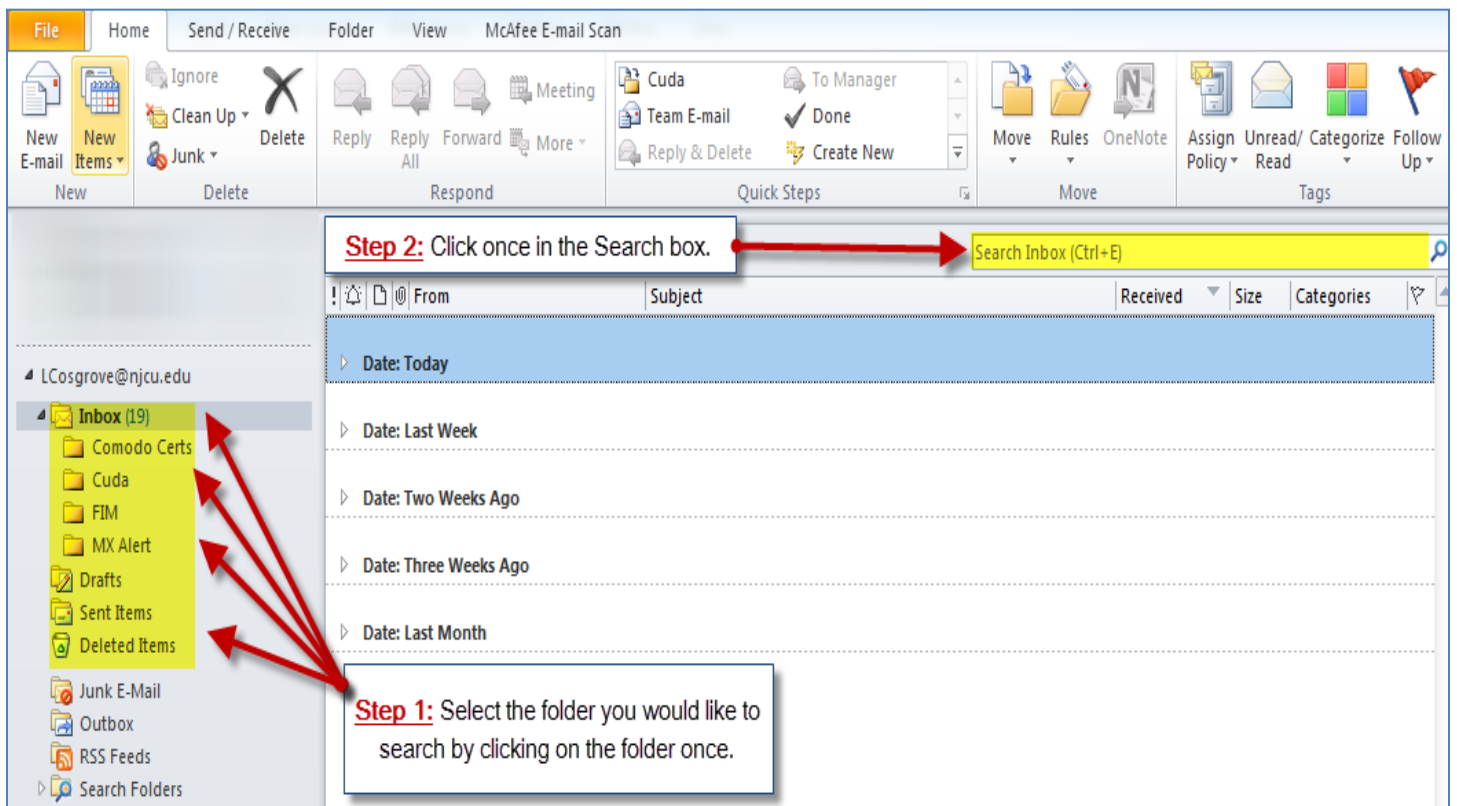 File Home Send / Receive Folder View McAfee E-mail Scan
New E-mail
New Items
Ignore
Clean Up
Junk
Delete
Reply
Reply All
Forward
Meeting
More
Cuda
Team E-mail
Reply & Delete
To Manager
Done
Create New
Move
Rules
OneNote
Assign Policy
Unread/ Read
Categorize
Follow Up
New Delete Respond Quick Steps Move Tags
Step 2: Click once in the Search box.
Search Inbox (Ctrl+E)
! From Subject Received Size Categories
LCosgrove@njcu.edu
Inbox (19)
Comodo Certs
Cuda
FIM
MX Alert
Drafts
Sent Items
Deleted Items
Junk E-Mail
Outbox
RSS Feeds
Search Folders
Date: Today
Date: Last Week
Date: Two Weeks Ago
Date: Three Weeks Ago
Date: Last Month
Step 1: Select the folder you would like to
search by clicking on the folder once.